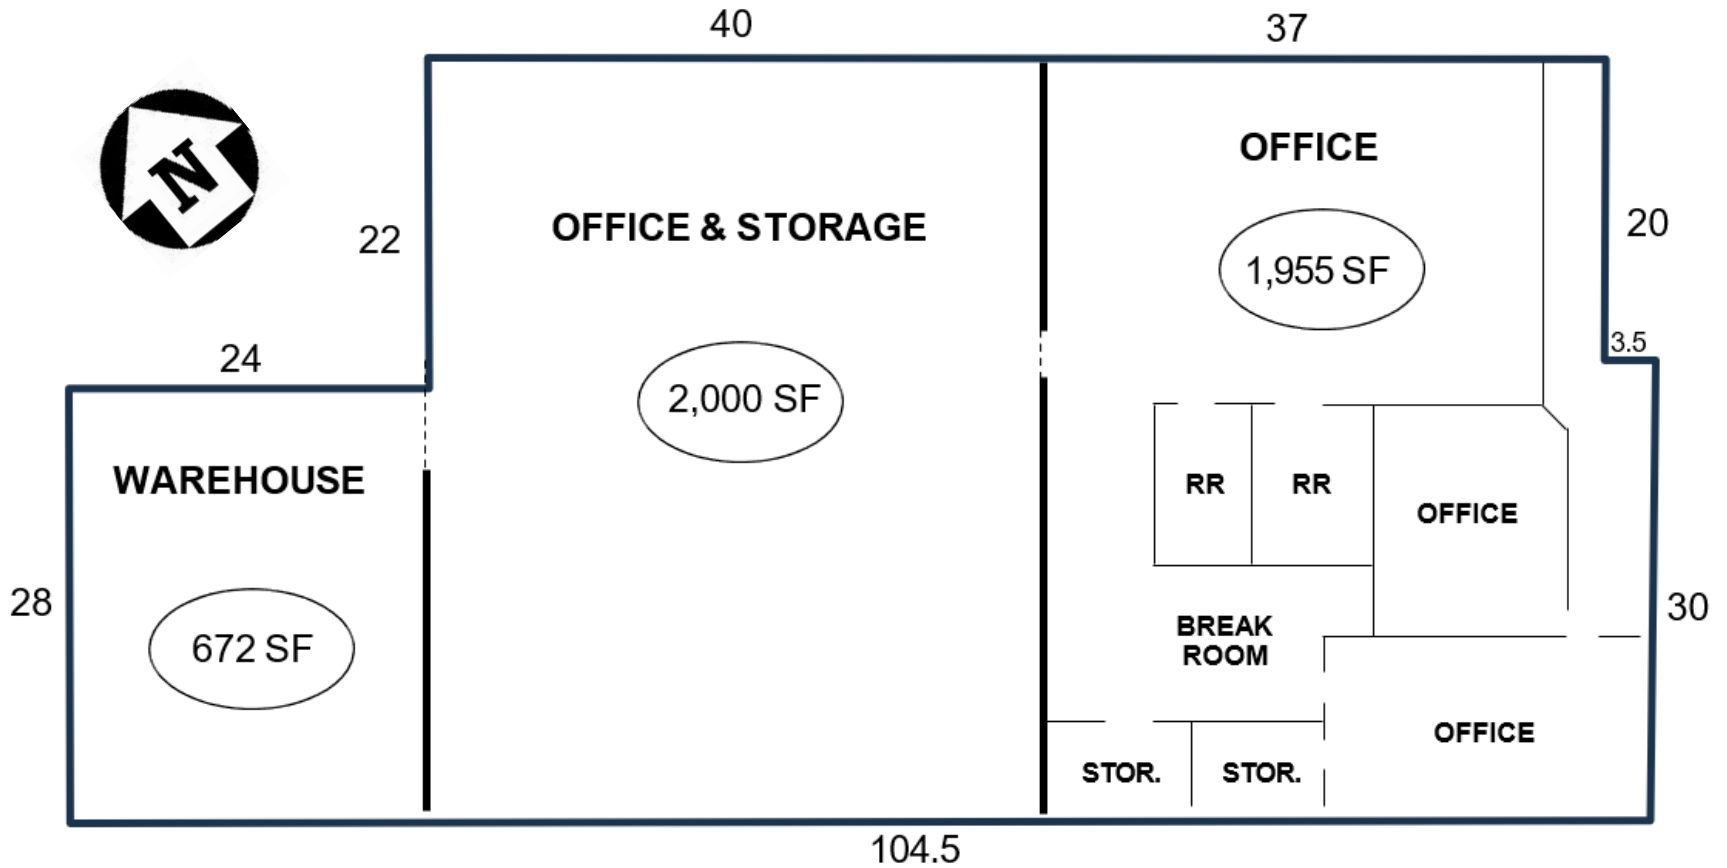 40
37
N
OFFICE
22
OFFICE & STORAGE
20
1,955 SF
3.5
24
2,000 SF
WAREHOUSE
RR
RR
OFFICE
28
30
672 SF
BREAK
ROOM
OFFICE
STOR.
STOR.
104.5